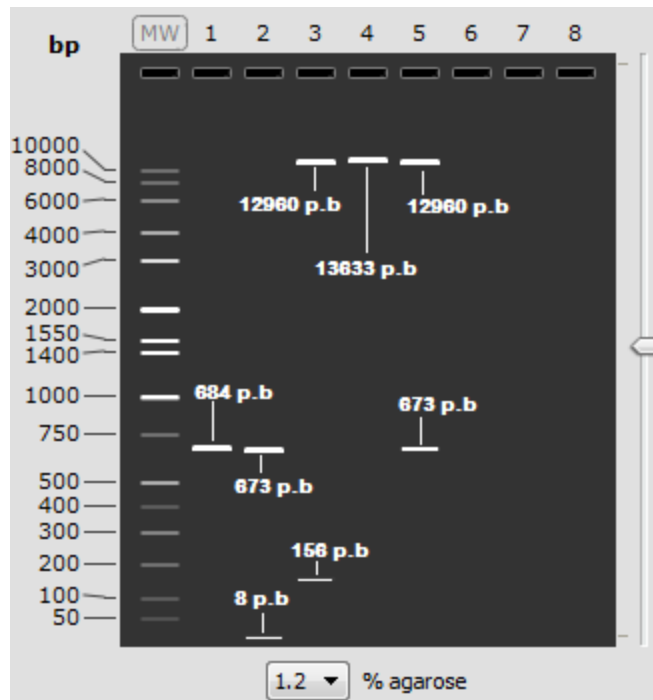 bp
MW 1 2 3 4 5 6 7 8
10000
8000
6000
4000
3000
2000
1550
1400
1000
750
500
400
300
200
100
50
12960 p.b
12960 p.b
13633 p.b
684 p.b
673 p.b
673 p.b
156 p.b
8 p.b
1.2 % agarose